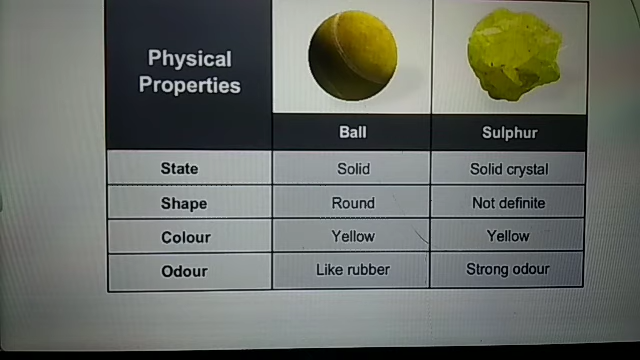 Physical
Properties
Ball
Sulphur
State
Solid
Solid crystal
Shape
Round
Not definite
Colour
Yellow
Yellow
Odour
Like rubber
Strong odour